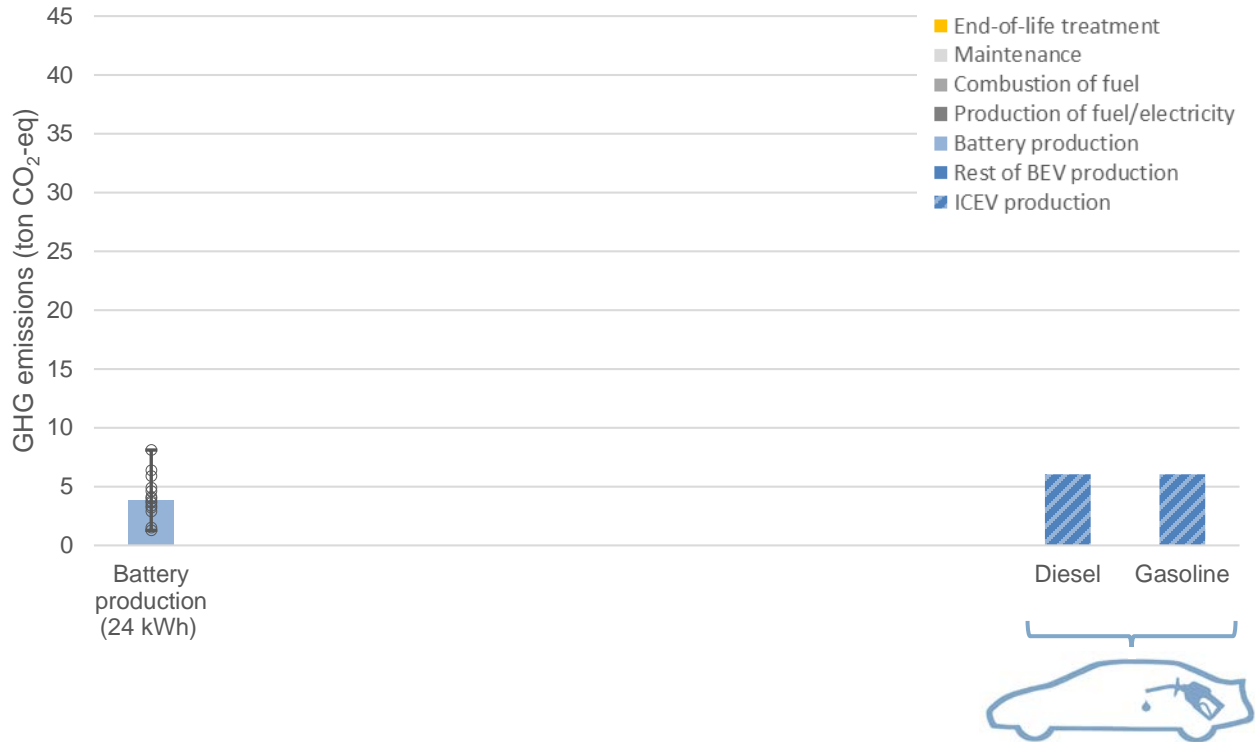 GHG emissions (ton CO₂-eq)
45
40
35
30
25
20
15
10
5
0
End-of-life treatment
Maintenance
Combustion of fuel
Production of fuel/electricity
Battery production
Rest of BEV production
ICEV production
Battery
production
(24 kWh)
Diesel
Gasoline